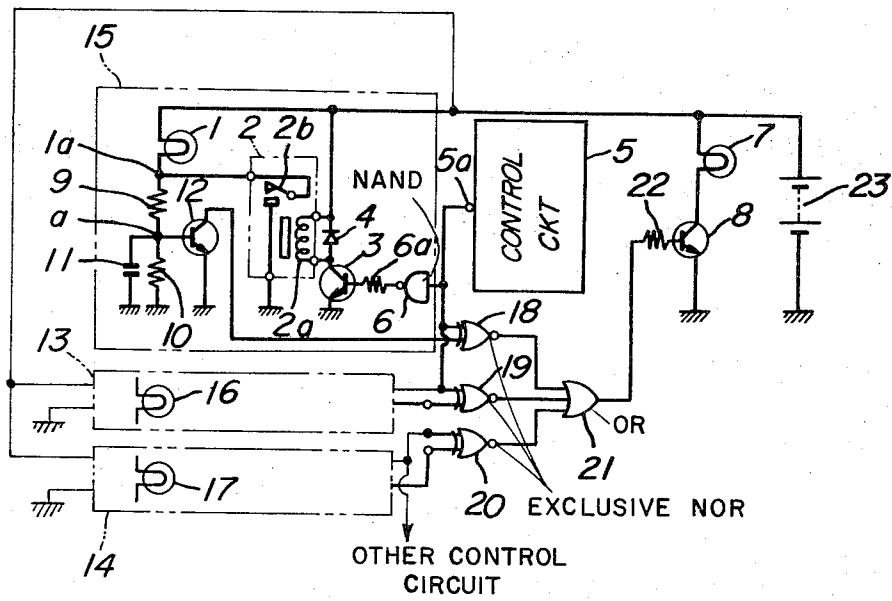 15
1
2
2b
1a
9
12
NAND
5a
CONTROL
CKT
5
7
a
4
3
6a
22
8
23
11
10
2a
6
18
13
16
19
OR
21
17
20
EXCLUSIVE NOR
14
OTHER CONTROL
CIRCUIT